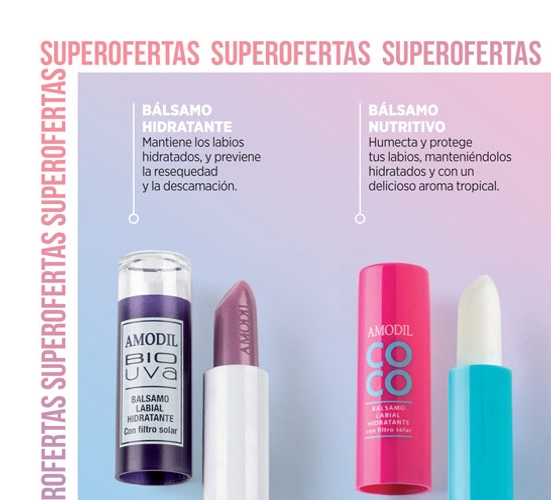 SUPEROFERTAS SUPEROFERTAS SUPEROFERTAS
ROFERTAS SUPEROFERTAS SUPEROFERTAS
BÁLSAMO
HIDRATANTE
Mantiene los labios
hidratados, y previene
la resequedad
y la descamación.
BÁLSAMO
NUTRITIVO
Humecta y protege
tus labios, manteniéndolos
hidratados y con un
delicioso aroma tropical.
AMODIL
BIO
uva
BALSAMO
LABIAL
HIDRATANTE
Con filtro solar
AMODIL
AMODIL
CO
CO
BALSAMO
LABIAL
HIDRATANTE
con filtro solar